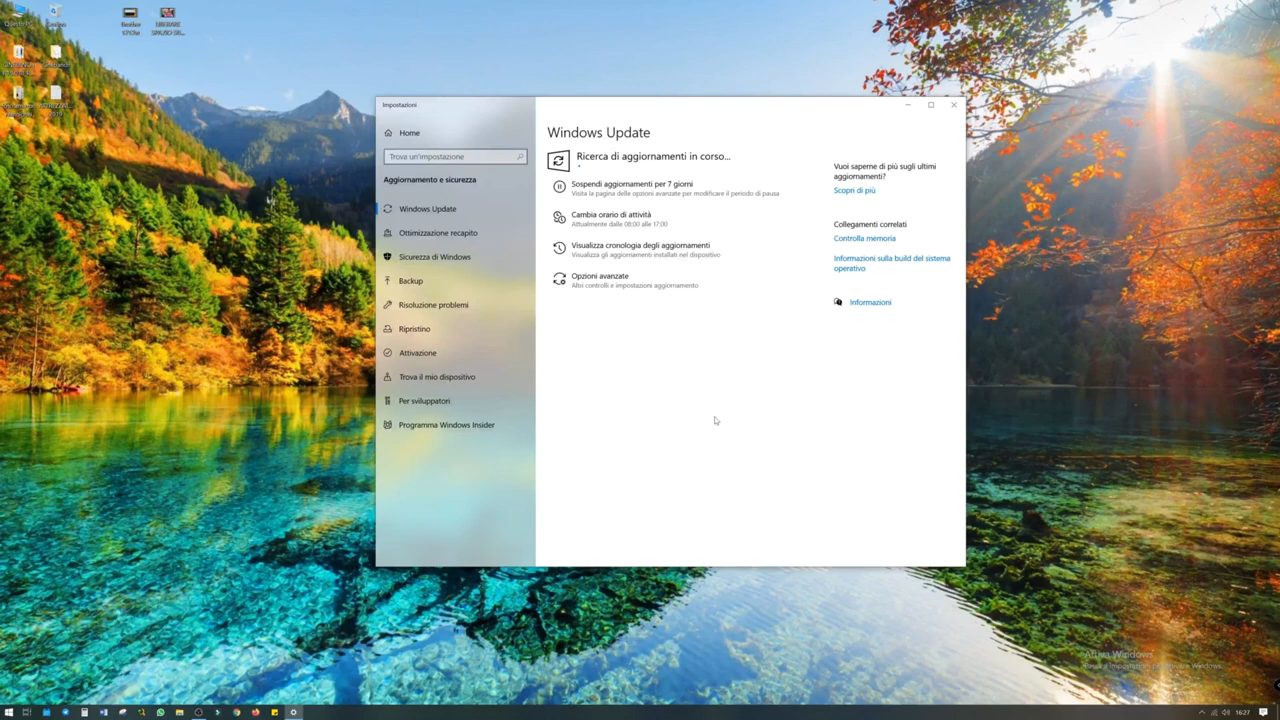 Impostazioni
Home
Trova un'impostazione
Aggiornamento e sicurezza
Windows Update
Ottimizzazione recapito
Sicurezza di Windows
Backup
Risoluzione problemi
Ripristino
Attivazione
Trova il mio dispositivo
Per sviluppatori
Programma Windows Insider
Windows Update
Ricerca di aggiornamenti in corso...
Sospendi aggiornamenti per 7 giorni
Visita la pagina delle opzioni avanzate per modificare il periodo di pausa
Cambia orario di attività
Attualmente dalle 08:00 alle 17:00
Visualizza cronologia degli aggiornamenti
Visualizza gli aggiornamenti installati nel dispositivo
Opzioni avanzate
Altri controlli e impostazioni aggiornamento
Vuoi saperne di più sugli ultimi
aggiornamenti?
Scopri di più
Collegamenti correlati
Controlla memoria
Informazioni sulla build del sistema
operativo
Informazioni
Windows
Windows
16:27